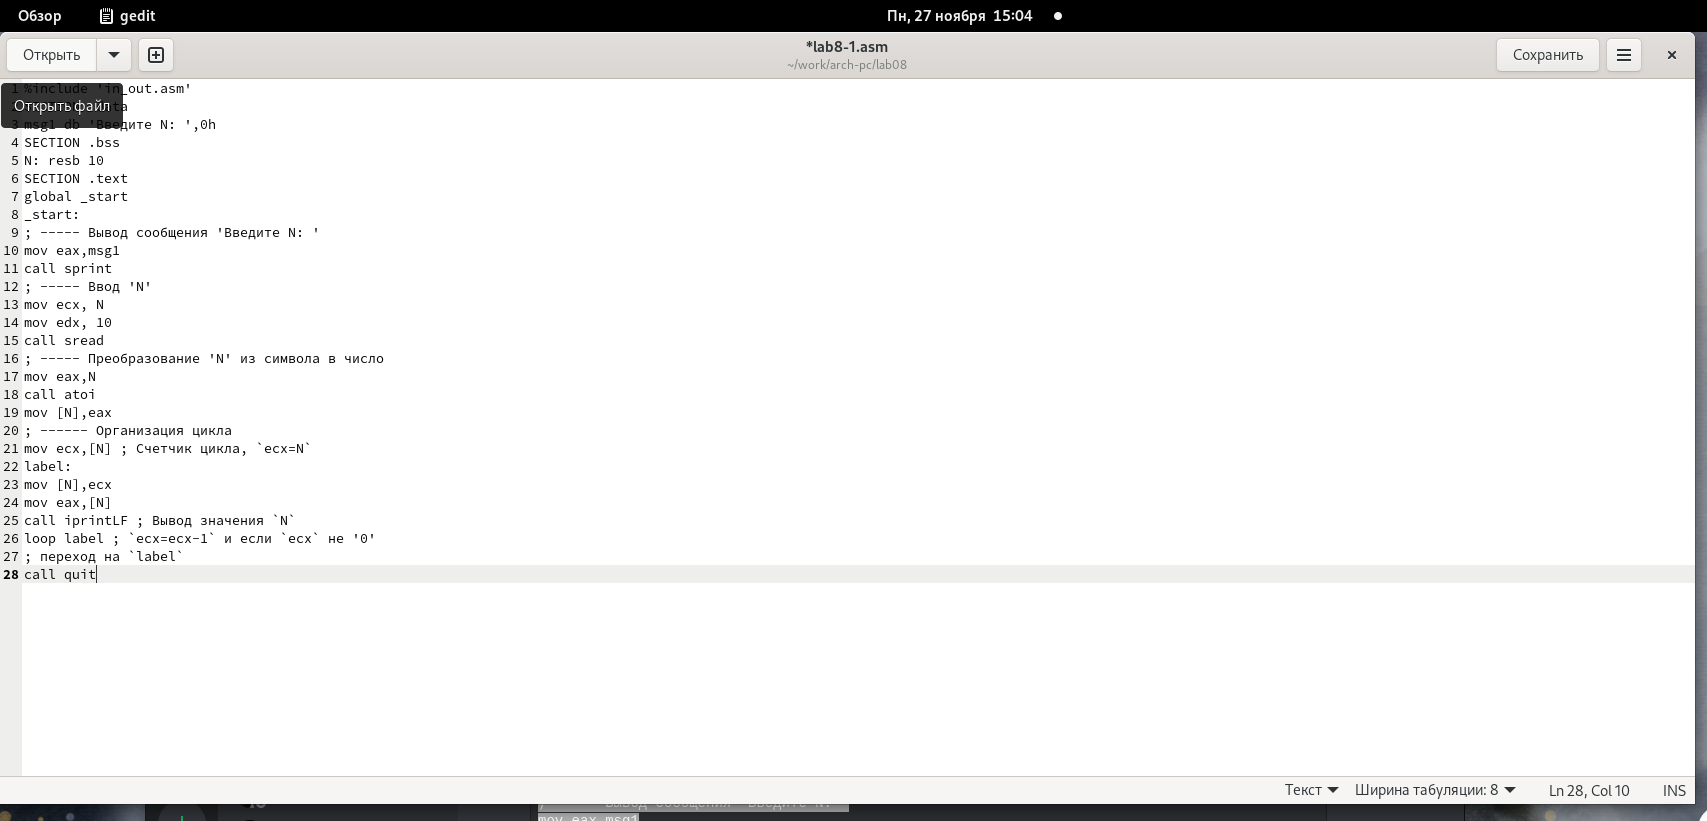 Обзор gedit Пн, 27 ноября 15:04
Открыть *lab8-1.asm Сохранить
~/work/arch-pc/lab08
1 %include 'in_out.asm'
Открыть файл
3 msg1 db 'Введите N: ',0h
4 SECTION .bss
5 N: resb 10
6 SECTION .text
7 global _start
8 _start:
9 ; ----- Вывод сообщения 'Введите N: '
10 mov eax,msg1
11 call sprint
12 ; ----- Ввод 'N'
13 mov ecx, N
14 mov edx, 10
15 call sread
16 ; ----- Преобразование 'N' из символа в число
17 mov eax,N
18 call atoi
19 mov [N],eax
20 ; ------ Организация цикла
21 mov ecx,[N] ; Счетчик цикла, `ecx=N`
22 label:
23 mov [N],ecx
24 mov eax,[N]
25 call iprintLF ; Вывод значения `N`
26 loop label ; `ecx=ecx-1` и если `ecx` не '0'
27 ; переход на `label`
28 call quit
Текст Ширина табуляции: 8 Ln 28, Col 10 INS
mov eax,msg1